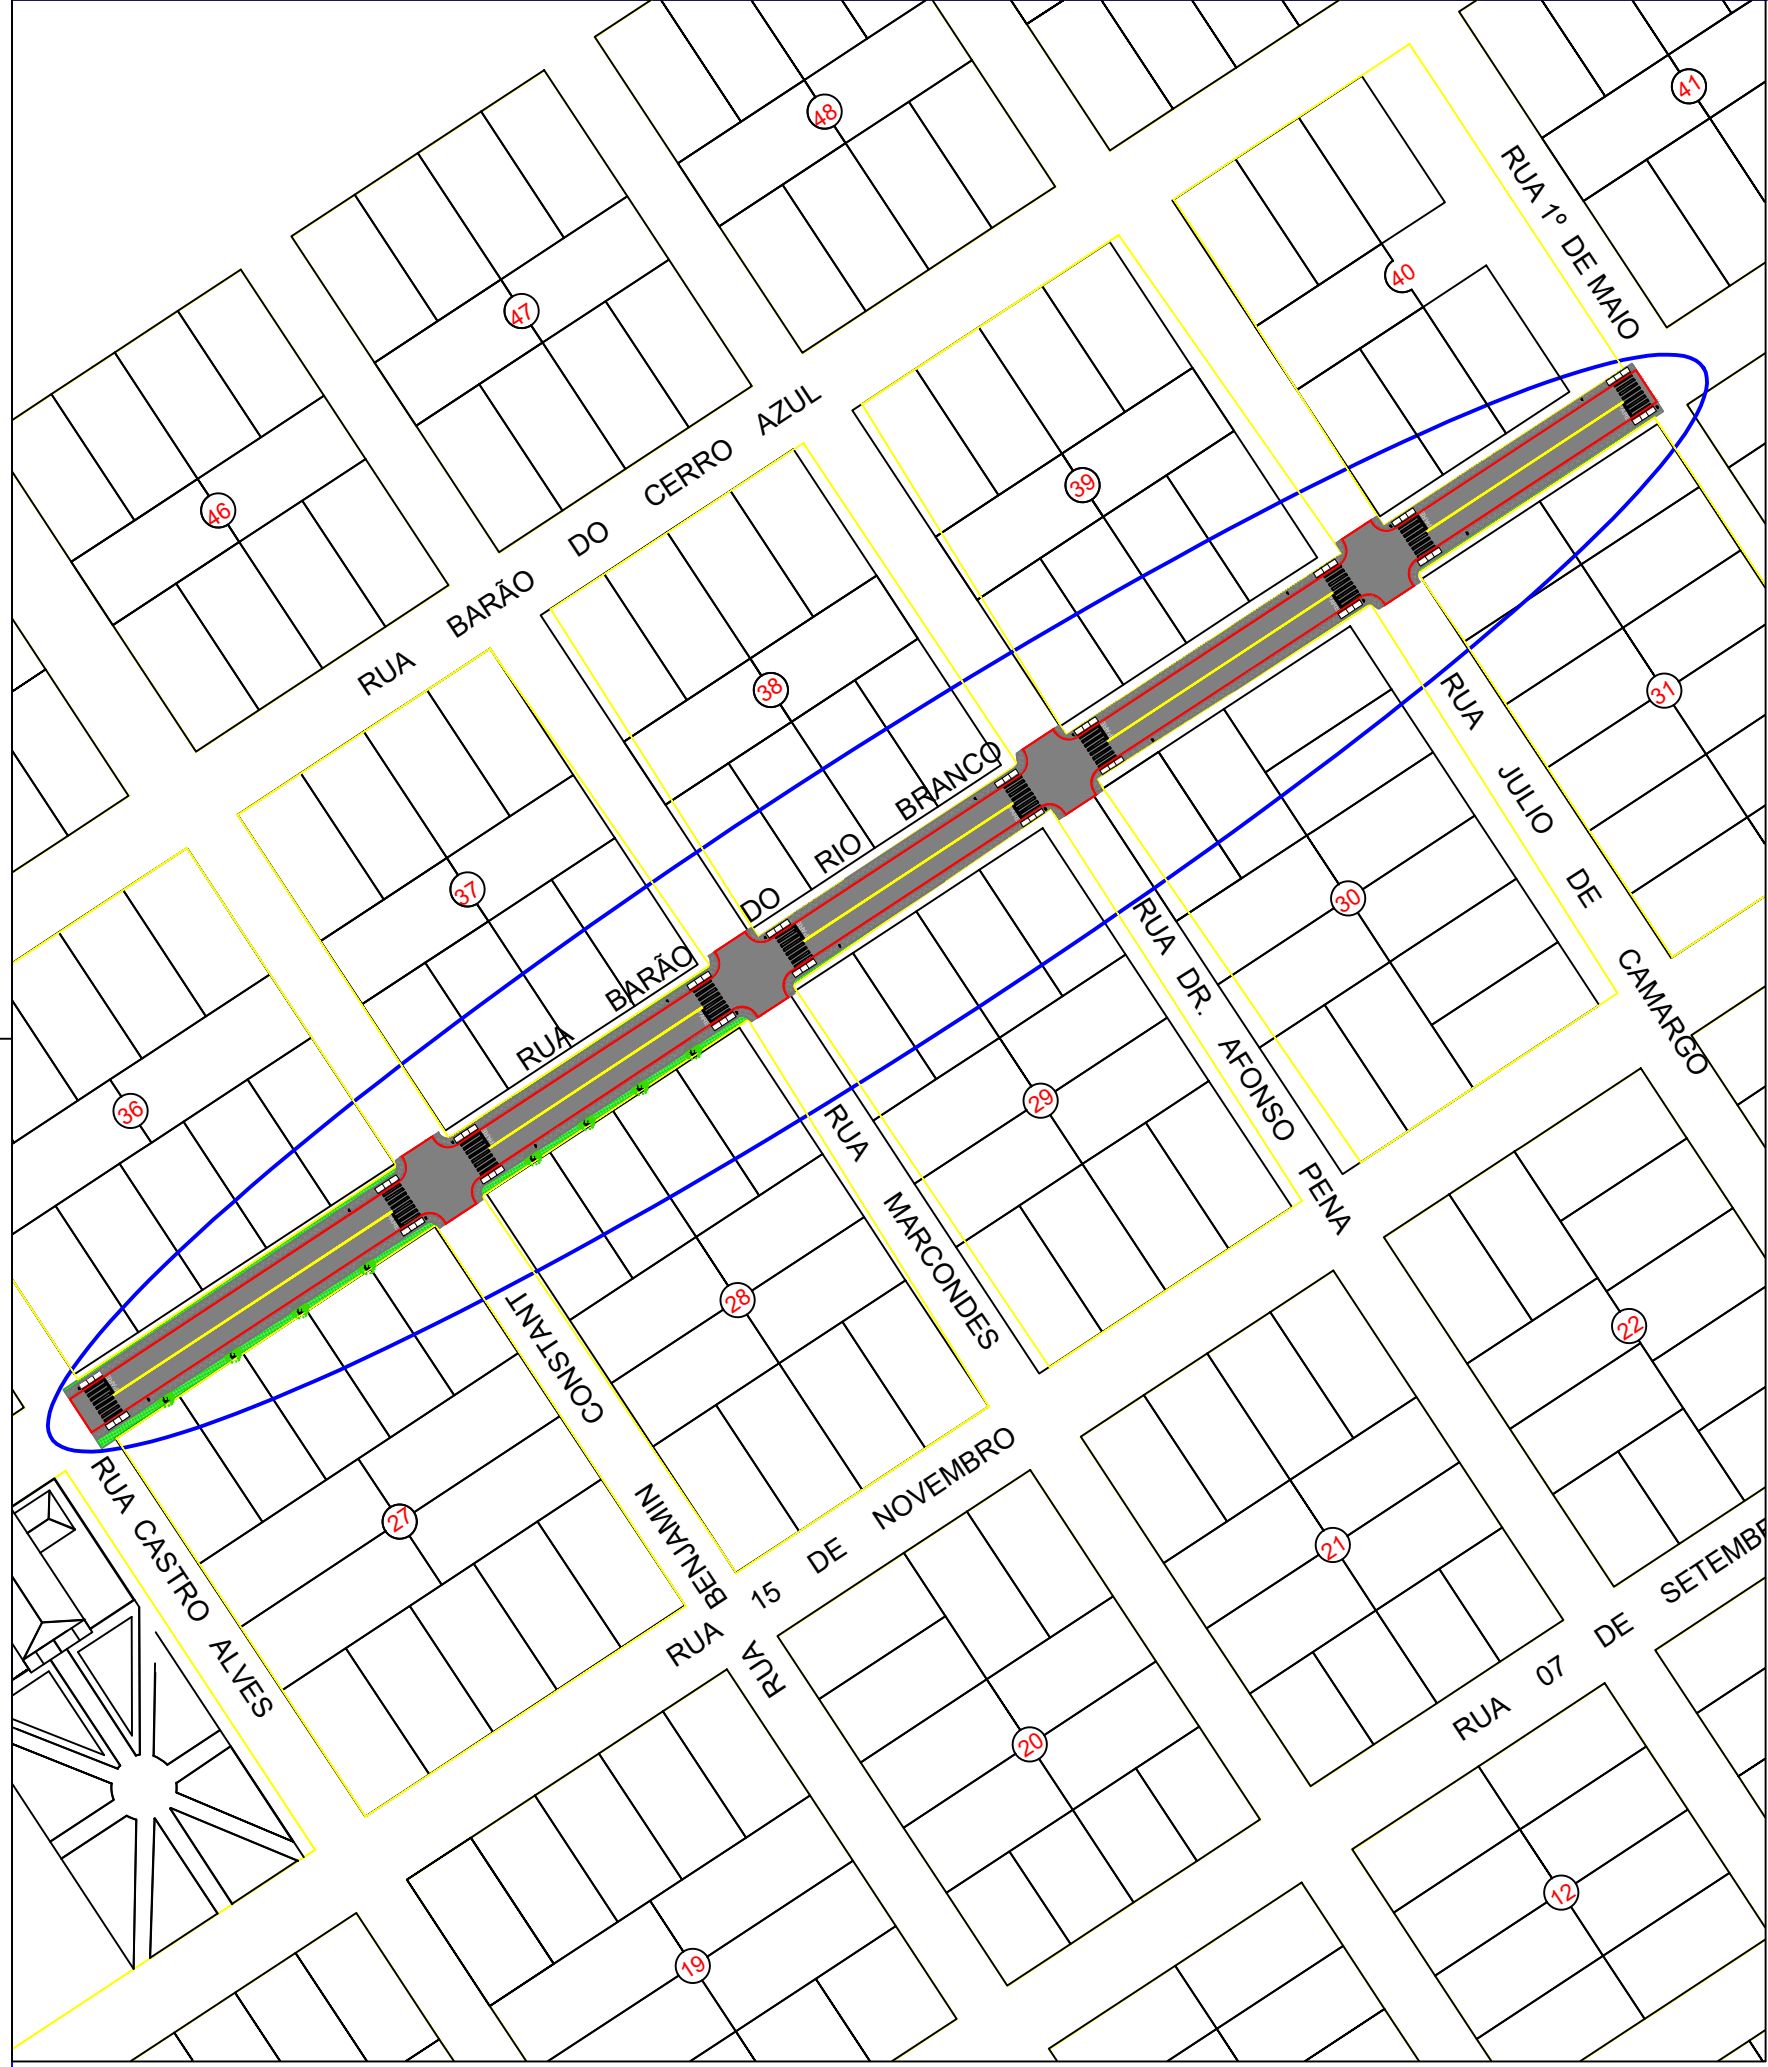 41
48
RUA 1º DE MAIO
40
47
RUA BARÃO DO CERRO AZUL
39
46
38
31
RUA JULIO DE CAMARGO
RUA BARÃO DO RIO BRANCO
37
30
RUA DR. AFONSO PENA
36
29
RUA MARCONDES
28
22
RUA BENJAMIN CONSTANT
27
RUA CASTRO ALVES
21
RUA 15 DE NOVEMBRO
RUA 07 DE SETEMB
20
12
19